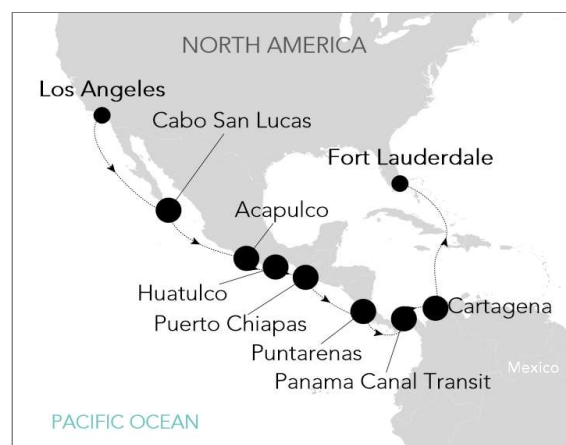 NORTH AMERICA
Los Angeles
Cabo San Lucas
Fort Lauderdale
Acapulco
Huatulco
Puerto Chiapas
Cartagena
Puntarenas
Panama Canal Transit
Mexico
PACIFIC OCEAN